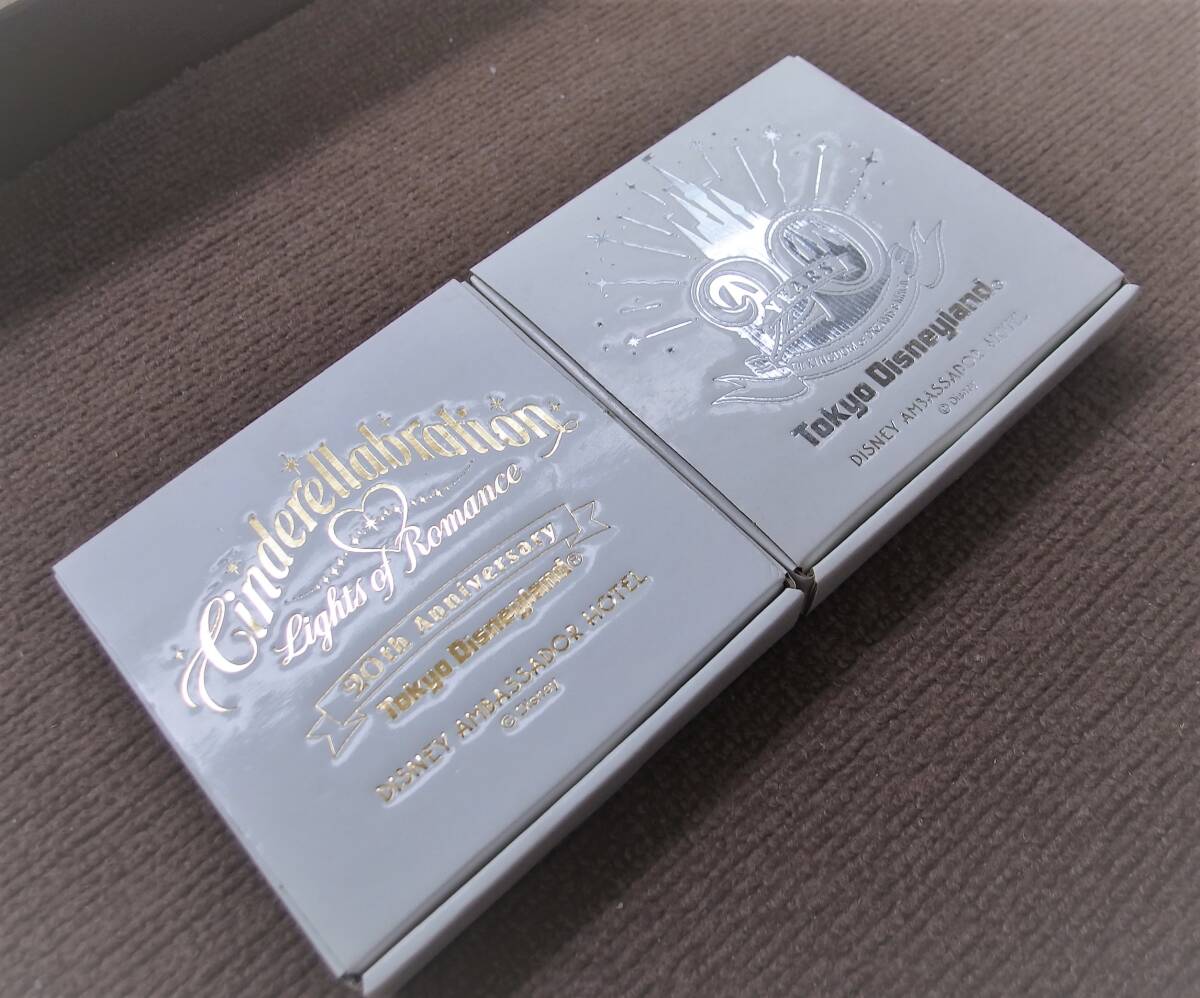 Cinderellabration
Lights of Romance
20th Anniversary
Tokyo Disneyland®
DISNEY AMBASSADOR HOTEL
© Disney
20
YEARS
Tokyo Disneyland®
DISNEY AMBASSADOR HOTEL
© Disney